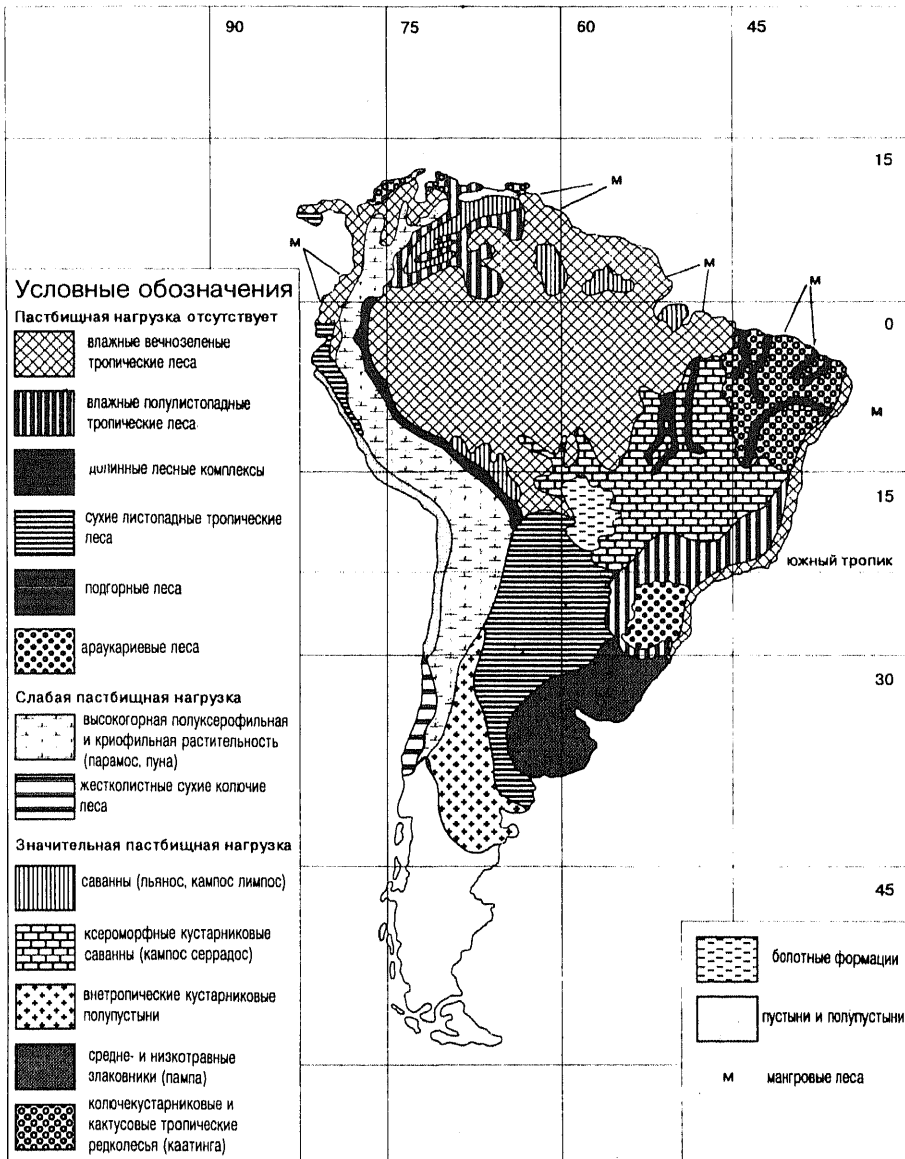 90
75
60
45
15
м
м
м
м
м
0
м
15
южный тропик
30
45
Условные обозначения
Пастбищная нагрузка отсутствует
влажные вечнозеленые
тропические леса
влажные полулистопадные
тропические леса
долинные лесные комплексы
сухие листопадные тропические
леса
подгорные леса
араукариевые леса
Слабая пастбищная нагрузка
высокогорная полуксерофильная
и криофильная растительность
(парамос, пуна)
жестколистные сухие колючие
леса
Значительная пастбищная нагрузка
саванны (льянос, кампос лимпос)
ксероморфные кустарниковые
саванны (кампос серрадос)
внетропические кустарниковые
полупустыни
средне- и низкотравные
злаковники (пампа)
колючекустарниковые и
кактусовые тропические
редколесья (каатинга)
болотные формации
пустыни и полупустыни
м мангровые леса